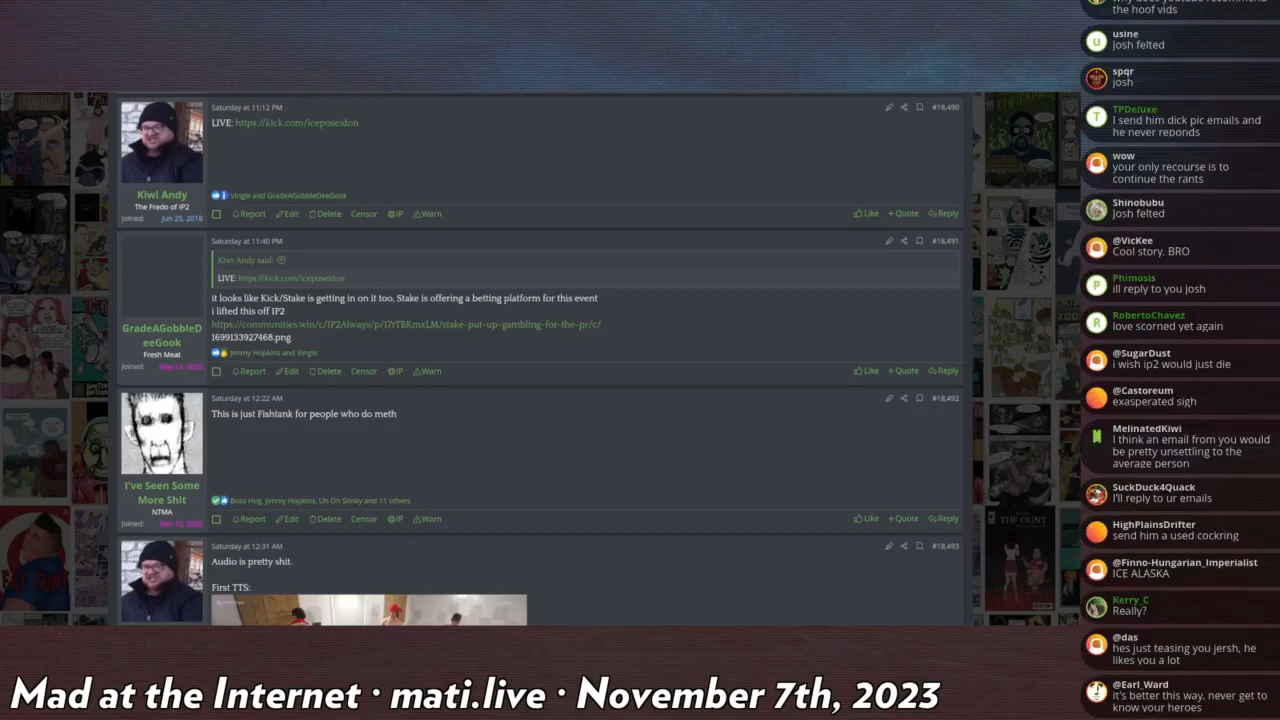 Saturday at 11:12 PM
#18,490
LIVE: https://kick.com/iceposeidon
Kiwi Andy
The Fredo of IP2
Joined: Jun 25, 2018
Vingle and GradeAGobbleDeeGook
Report Edit Delete Censor IP Warn
Like + Quote Reply
Saturday at 11:40 PM
#18,491
Kiwi Andy said:
LIVE: https://kick.com/iceposeidon
it looks like Kick/Stake is getting in on it too, Stake is offering a betting platform for this event
i lifted this off IP2
https://communities.win/c/IP2Always/p/17rTBKmxLM/stake-put-up-gambling-for-the-pr/c/
1699133927468.png
GradeAGobbleD
eeGook
Fresh Meat
Joined:
Jimmy Hopkins and Vingle
Report Edit Delete Censor IP Warn
Like + Quote Reply
Saturday at 12:22 AM
#18,492
This is just Fishtank for people who do meth
I've Seen Some
More Shit
NTMA
Joined:
Boss Hog, Jimmy Hopkins, Uh Oh Stinky and 11 others
Report Edit Delete Censor IP Warn
Like + Quote Reply
Saturday at 12:31 AM
#18,493
Audio is pretty shit.
First TTS:
the hoof vids
usine
Josh felted
spqr
josh
TPDeluxe
I send him dick pic emails and
he never reponds
wow
your only recourse is to
continue the rants
Shinobubu
Josh felted
@VicKee
Cool story. BRO
Phimosis
ill reply to you josh
RobertoChavez
love scorned yet again
@SugarDust
i wish ip2 would just die
@Castoreum
exasperated sigh
MelinatedKiwi
I think an email from you would
be pretty unsettling to the
average person
SuckDuck4Quack
I'll reply to ur emails
HighPlainsDrifter
send him a used cockring
@Finno-Hungarian_Imperialist
ICE ALASKA
Kerry_C
Really?
@das
hes just teasing you jersh, he
likes you a lot
@Earl_Ward
it's better this way. never get to
know your heroes
Mad at the Internet · mati.live · November 7th, 2023